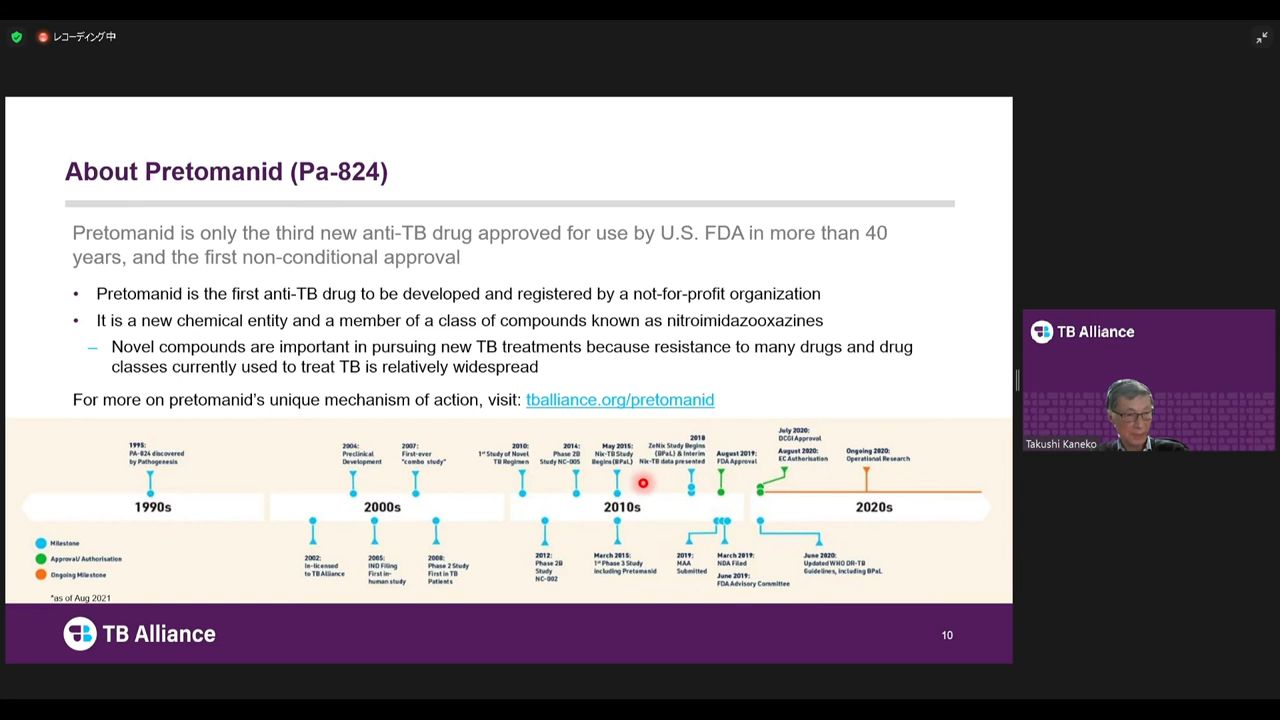 レコーディング中
About Pretomanid (Pa-824)
Pretomanid is only the third new anti-TB drug approved for use by U.S. FDA in more than 40
years, and the first non-conditional approval
• Pretomanid is the first anti-TB drug to be developed and registered by a not-for-profit organization
• It is a new chemical entity and a member of a class of compounds known as nitroimidazooxazines
– Novel compounds are important in pursuing new TB treatments because resistance to many drugs and drug
classes currently used to treat TB is relatively widespread
For more on pretomanid's unique mechanism of action, visit: tballiance.org/pretomanid
1995:
PA-824 discovered
by Pathogenesis
2004:
Preclinical
Development
2007:
First-ever
"combo study"
2010:
1st Study of Novel
TB Regimen
2014:
Phase 2B
Study NC-005
May 2015:
Nix-TB Study
Begins (BPaL)
2018
ZeNix Study Begins
(BPaL) & Interim
Nix-TB data presented
August 2019:
FDA Approval
July 2020:
DCGI Approval
August 2020:
EC Authorisation
Ongoing 2020:
Operational Research
1990s
2000s
2010s
2020s
Milestone
Approval/ Authorisation
Ongoing Milestone
2002:
In-licensed
to TB Alliance
2005:
IND Filing
First in-
human study
2008:
Phase 2 Study
First in TB
Patients
2012:
Phase 2B
Study
NC-002
March 2015:
1st Phase 3 Study
including Pretomanid
2019:
MAA
Submitted
March 2019:
NDA Filed
June 2019:
FDA Advisory Committee
June 2020:
Updated WHO DR-TB
Guidelines, including BPaL
*as of Aug 2021
TB Alliance
10
TB Alliance
Takushi Kaneko